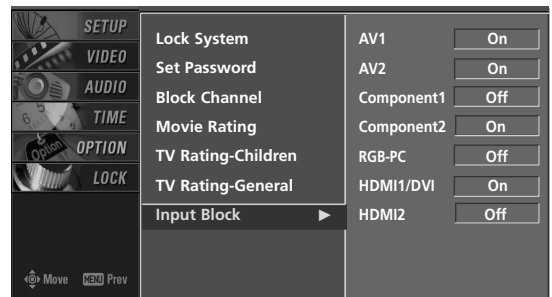 SETUP
VIDEO
AUDIO
TIME
OPTION
LOCK
Move MENU Prev
Lock System
Set Password
Block Channel
Movie Rating
TV Rating-Children
TV Rating-General
Input Block ►
AV1 On
AV2 On
Component1 Off
Component2 On
RGB-PC Off
HDMI1/DVI On
HDMI2 Off